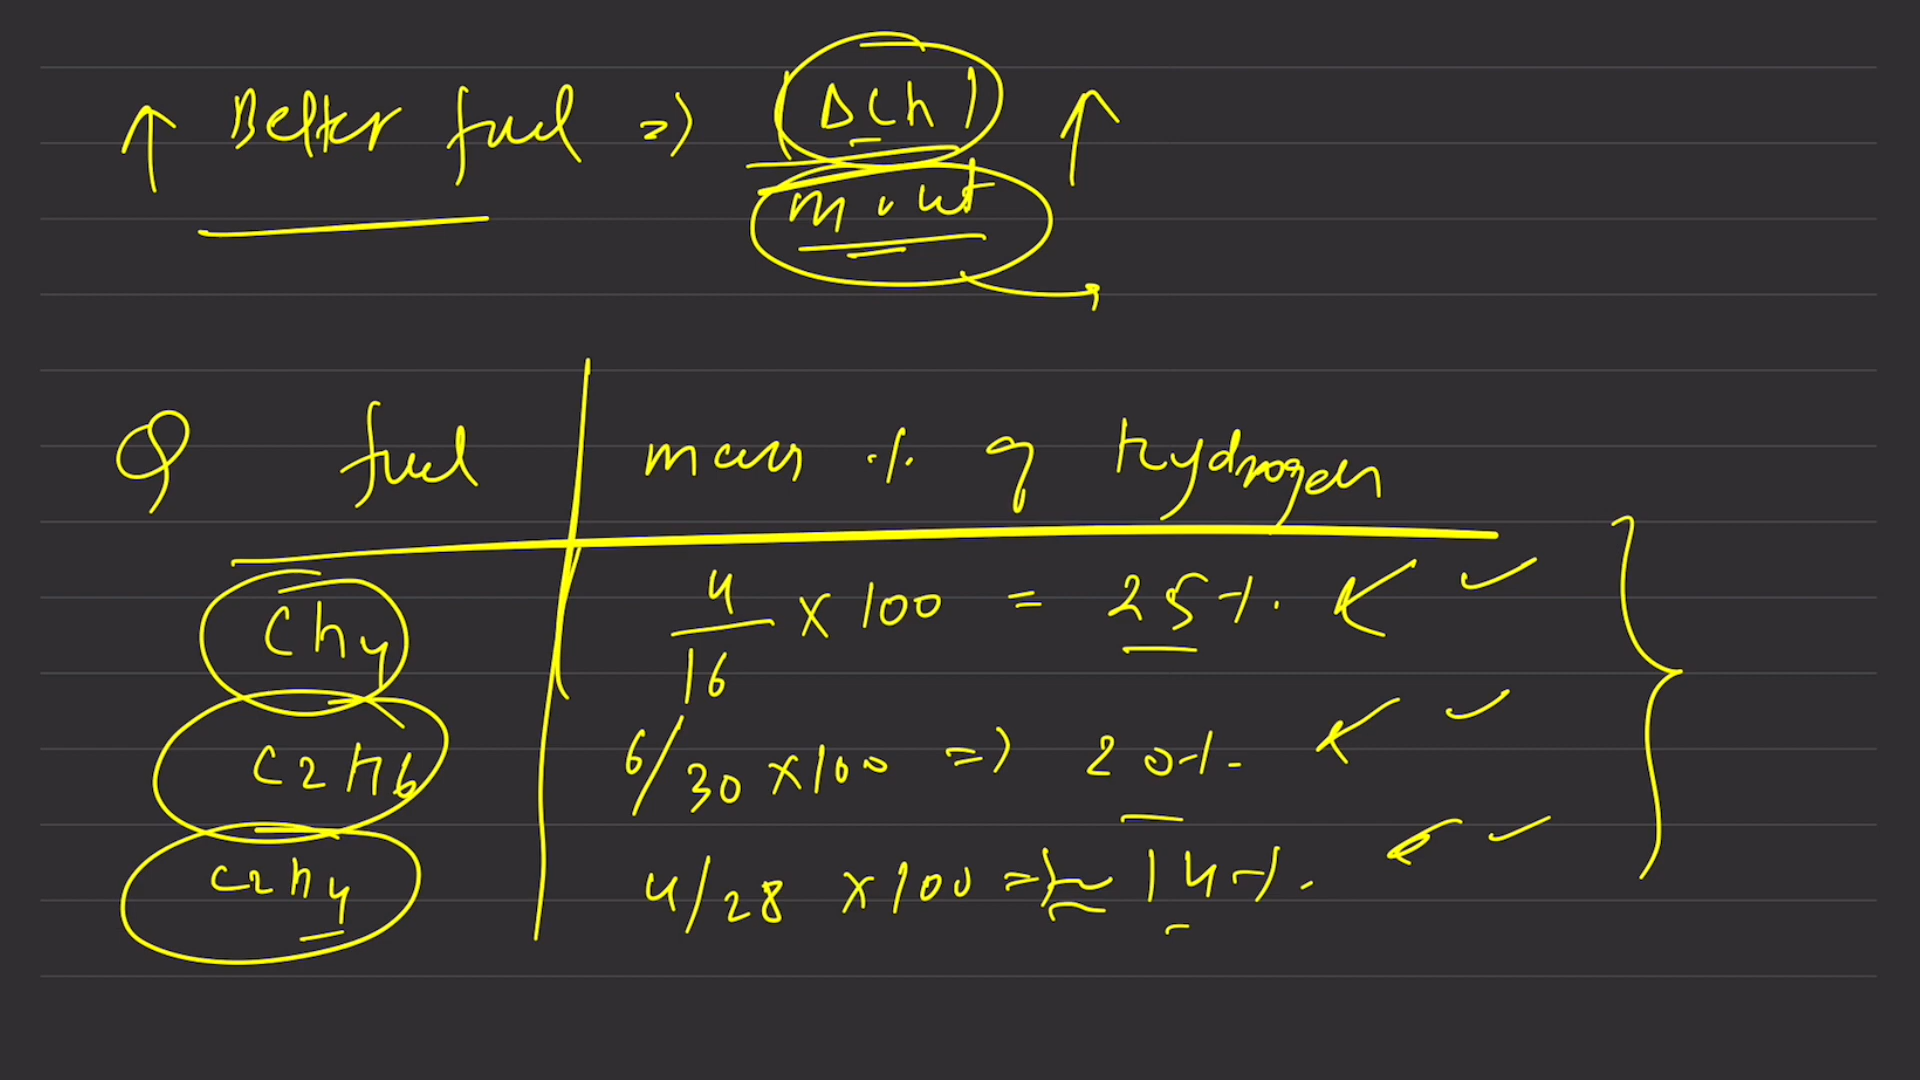 ↑ Better fuel => |ΔcH| ↑
m.wt
Q fuel mass % of Hydrogen
CH4 4/16 × 100 = 25%. ✓
C2H6 6/30 ×100 => 20%. ✓
C2H4 4/28 ×100 => ~ 14%. ✓